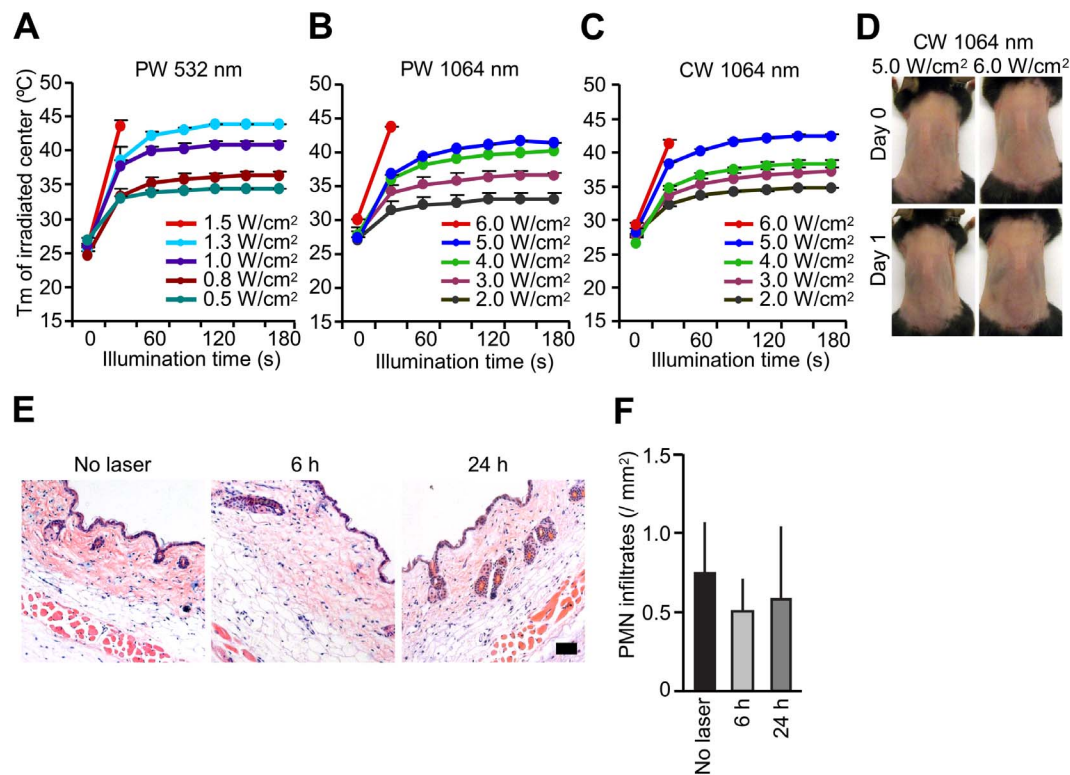 A
PW 532 nm
Tm of irradiated center (ºC)
50
45
40
35
30
25
20
15
1.5 W/cm²
1.3 W/cm²
1.0 W/cm²
0.8 W/cm²
0.5 W/cm²
0 60 120 180
Illumination time (s)
B
PW 1064 nm
50
45
40
35
30
25
20
15
6.0 W/cm²
5.0 W/cm²
4.0 W/cm²
3.0 W/cm²
2.0 W/cm²
0 60 120 180
Illumination time (s)
C
CW 1064 nm
50
45
40
35
30
25
20
15
6.0 W/cm²
5.0 W/cm²
4.0 W/cm²
3.0 W/cm²
2.0 W/cm²
0 60 120 180
Illumination time (s)
D
CW 1064 nm
5.0 W/cm² 6.0 W/cm²
Day 0
Day 1
E
No laser 6 h 24 h
F
PMN infiltrates (/ mm²)
1.5
1.0
0.5
0
No laser
6 h
24 h